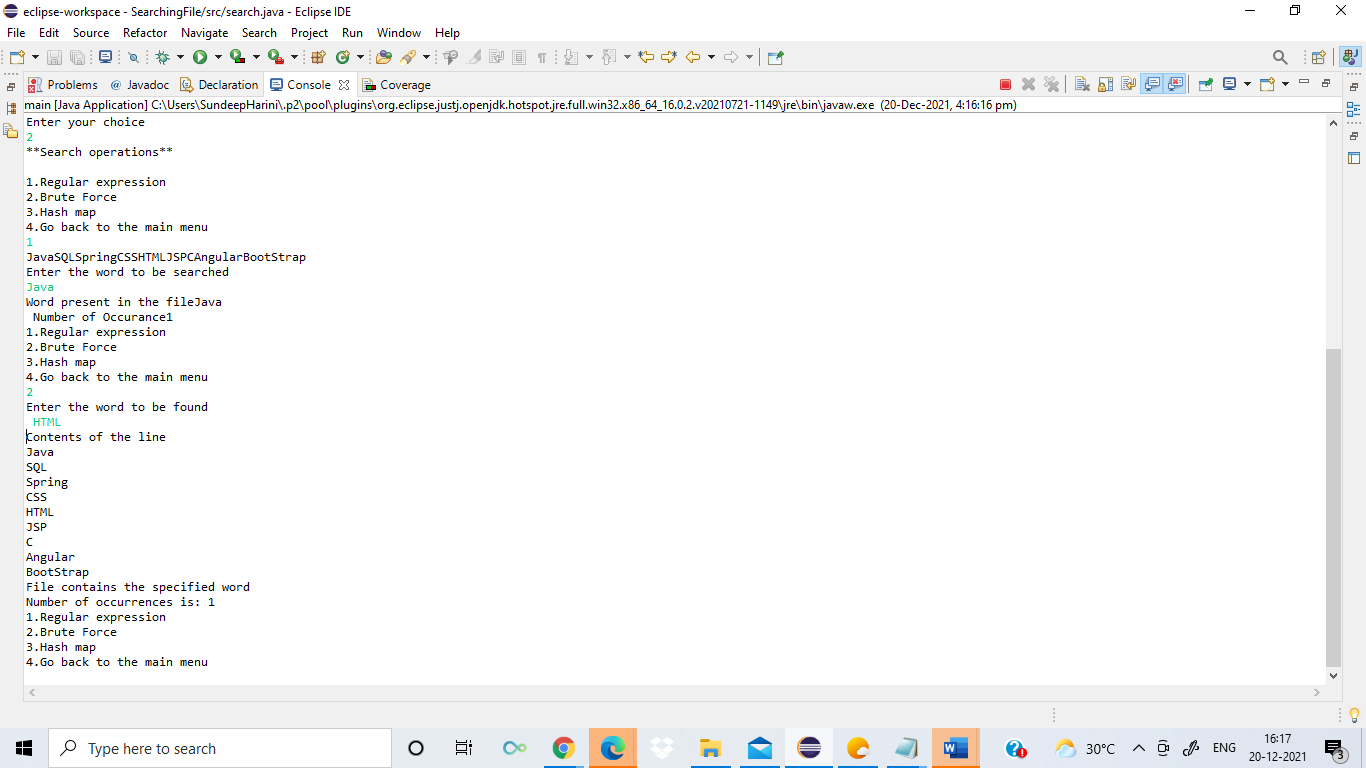 eclipse-workspace - SearchingFile/src/search.java - Eclipse IDE
File Edit Source Refactor Navigate Search Project Run Window Help
Problems @ Javadoc Declaration Console Coverage
main [Java Application] C:\Users\SundeepHarini\.p2\pool\plugins\org.eclipse.justj.openjdk.hotspot.jre.full.win32.x86_64_16.0.2.v20210721-1149\jre\bin\javaw.exe (20-Dec-2021, 4:16:16 pm)
Enter your choice
2
**Search operations**
1.Regular expression
2.Brute Force
3.Hash map
4.Go back to the main menu
1
JavaSQLSpringCSSHTMLJSPCAngularBootStrap
Enter the word to be searched
Java
Word present in the fileJava
Number of Occurance1
1.Regular expression
2.Brute Force
3.Hash map
4.Go back to the main menu
2
Enter the word to be found
HTML
Contents of the line
Java
SQL
Spring
CSS
HTML
JSP
C
Angular
BootStrap
File contains the specified word
Number of occurrences is: 1
1.Regular expression
2.Brute Force
3.Hash map
4.Go back to the main menu
Type here to search
30°C
ENG
16:17
20-12-2021
3